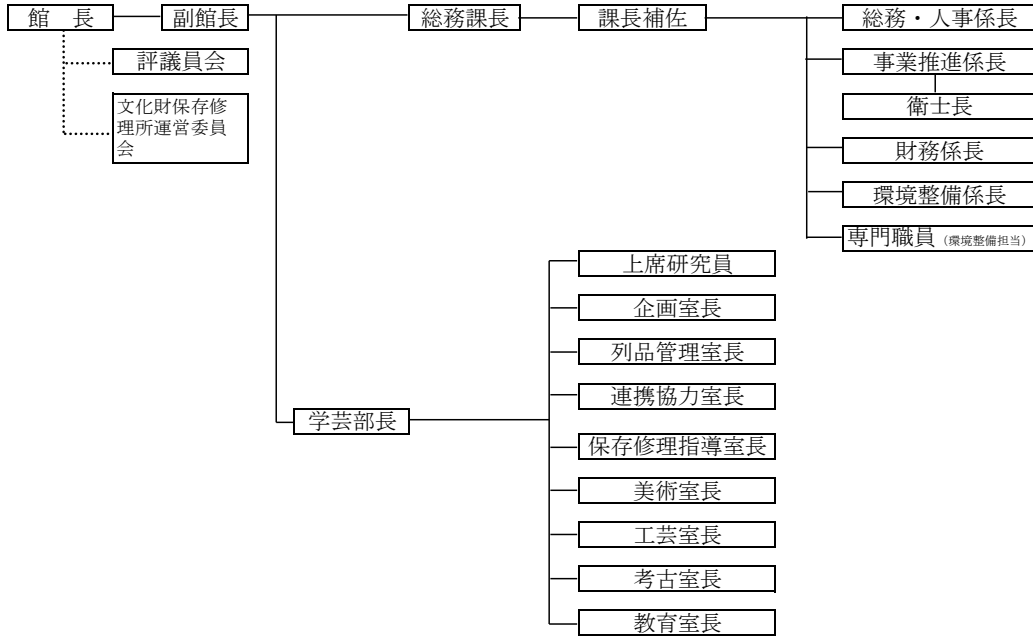 館　長
副館長
総務課長
課長補佐
総務・人事係長
評議員会
事業推進係長
文化財保存修
理所運営委員
会
衛士長
財務係長
環境整備係長
専門職員（環境整備担当）
上席研究員
企画室長
列品管理室長
連携協力室長
学芸部長
保存修理指導室長
美術室長
工芸室長
考古室長
教育室長